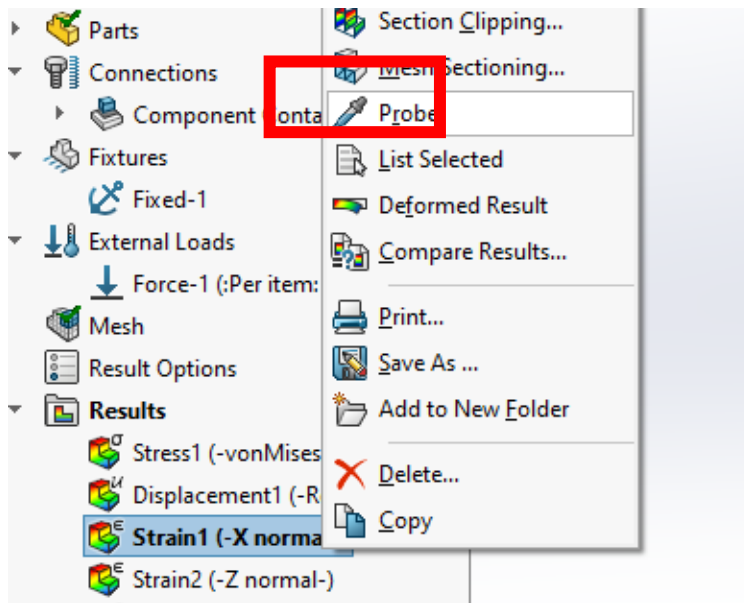 Parts
Connections
Component Conta
Fixtures
Fixed-1
External Loads
Force-1 (:Per item:
Mesh
Result Options
Results
Stress1 (-vonMises
Displacement1 (-R
Strain1 (-X norma
Strain2 (-Z normal-)
Section Clipping...
Mesh Sectioning...
Probe
List Selected
Deformed Result
Compare Results...
Print...
Save As ...
Add to New Folder
Delete...
Copy